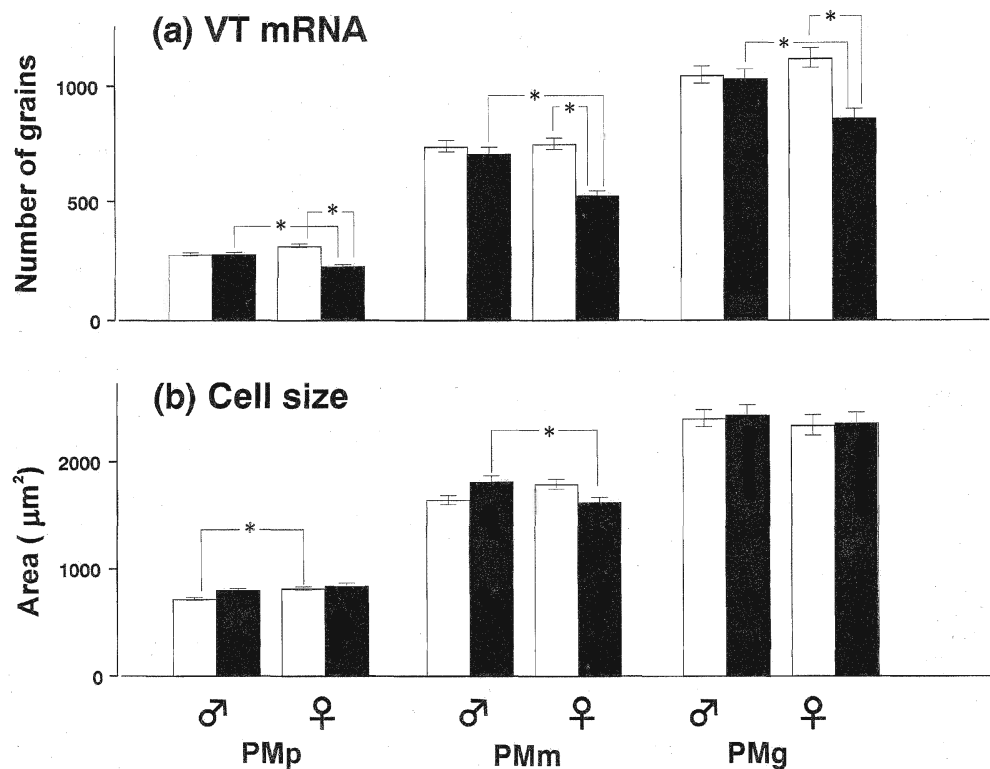 (a) VT mRNA
Number of grains
1000
500
0
* * * * * *
(b) Cell size
Area ( μm²)
2000
1000
0
* *
♂ ♀ ♂ ♀ ♂ ♀
PMp PMm PMg